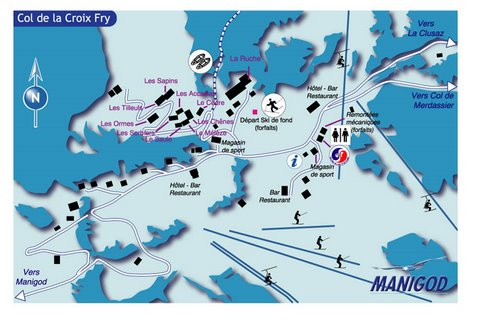 Col de la Croix Fry
Vers
La Clusaz
La Ruche
Les Sapins
Les Accacias
Le Cèdre
Les Tilleuls
Hôtel - Bar
Restaurant
Vers Col de
Merdassier
Les Ormes
Les Chênes
Les Sorbiers
Le Mélèze
Le Saule
Départ Ski de fond
(forfaits)
Remontées
mécaniques
(forfaits)
Magasin
de sport
N
i
Magasin
de sport
Hôtel - Bar
Restaurant
Bar
Restaurant
Vers
Manigod
MANIGOD